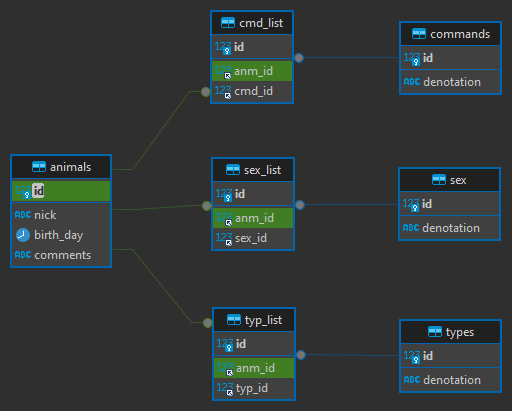 cmd_list
123 id
123 anm_id
123 cmd_id
commands
123 id
ABC denotation
animals
123 id
ABC nick
birth_day
ABC comments
sex_list
123 id
123 anm_id
123 sex_id
sex
123 id
ABC denotation
typ_list
123 id
123 anm_id
123 typ_id
types
123 id
ABC denotation